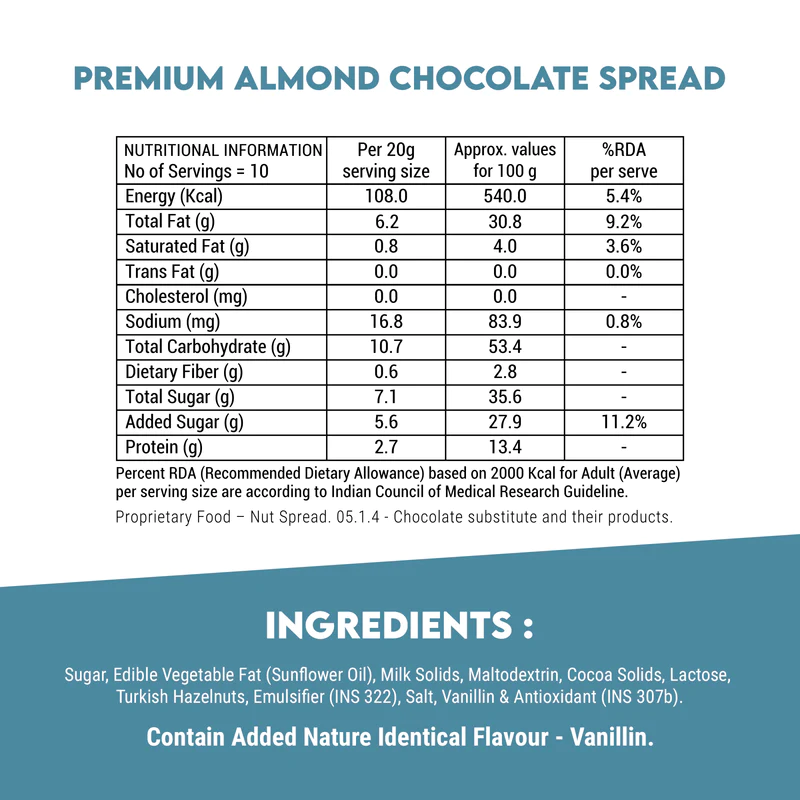 PREMIUM ALMOND CHOCOLATE SPREAD
NUTRITIONAL INFORMATION Per 20g Approx. values %RDA
No of Servings = 10 serving size for 100 g per serve
Energy (Kcal) 108.0 540.0 5.4%
Total Fat (g) 6.2 30.8 9.2%
Saturated Fat (g) 0.8 4.0 3.6%
Trans Fat (g) 0.0 0.0 0.0%
Cholesterol (mg) 0.0 0.0 -
Sodium (mg) 16.8 83.9 0.8%
Total Carbohydrate (g) 10.7 53.4 -
Dietary Fiber (g) 0.6 2.8 -
Total Sugar (g) 7.1 35.6 -
Added Sugar (g) 5.6 27.9 11.2%
Protein (g) 2.7 13.4 -
Percent RDA (Recommended Dietary Allowance) based on 2000 Kcal for Adult (Average)
per serving size are according to Indian Council of Medical Research Guideline.
Proprietary Food – Nut Spread. 05.1.4 - Chocolate substitute and their products.
INGREDIENTS :
Sugar, Edible Vegetable Fat (Sunflower Oil), Milk Solids, Maltodextrin, Cocoa Solids, Lactose,
Turkish Hazelnuts, Emulsifier (INS 322), Salt, Vanillin & Antioxidant (INS 307b).
Contain Added Nature Identical Flavour - Vanillin.